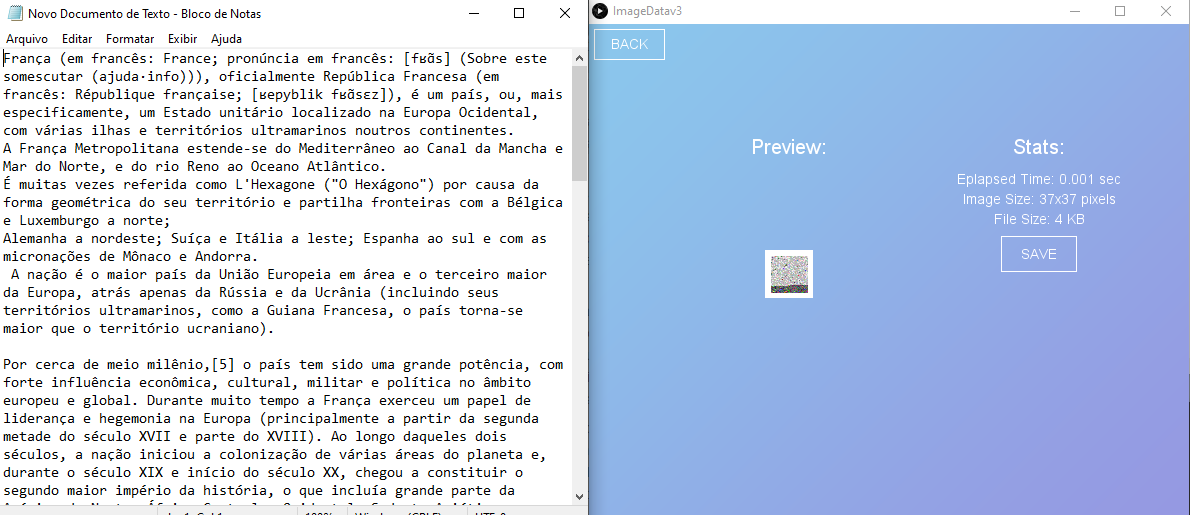 Novo Documento de Texto - Bloco de Notas
Arquivo Editar Formatar Exibir Ajuda
França (em francês: France; pronúncia em francês: [fʁɑ̃s] (Sobre este
somescutar (ajuda·info))), oficialmente República Francesa (em
francês: République française; [ʁepyblik fʁɑ̃sɛz]), é um país, ou, mais
especificamente, um Estado unitário localizado na Europa Ocidental,
com várias ilhas e territórios ultramarinos noutros continentes.
A França Metropolitana estende-se do Mediterrâneo ao Canal da Mancha e
Mar do Norte, e do rio Reno ao Oceano Atlântico.
É muitas vezes referida como L'Hexagone ("O Hexágono") por causa da
forma geométrica do seu território e partilha fronteiras com a Bélgica
e Luxemburgo a norte;
Alemanha a nordeste; Suíça e Itália a leste; Espanha ao sul e com as
micronações de Mônaco e Andorra.
A nação é o maior país da União Europeia em área e o terceiro maior
da Europa, atrás apenas da Rússia e da Ucrânia (incluindo seus
territórios ultramarinos, como a Guiana Francesa, o país torna-se
maior que o território ucraniano).
Por cerca de meio milênio,[5] o país tem sido uma grande potência, com
forte influência econômica, cultural, militar e política no âmbito
europeu e global. Durante muito tempo a França exerceu um papel de
liderança e hegemonia na Europa (principalmente a partir da segunda
metade do século XVII e parte do XVIII). Ao longo daqueles dois
séculos, a nação iniciou a colonização de várias áreas do planeta e,
durante o século XIX e início do século XX, chegou a constituir o
segundo maior império da história, o que incluía grande parte da
ImageDatav3
BACK
Preview:
Stats:
Eplapsed Time: 0.001 sec
Image Size: 37x37 pixels
File Size: 4 KB
SAVE